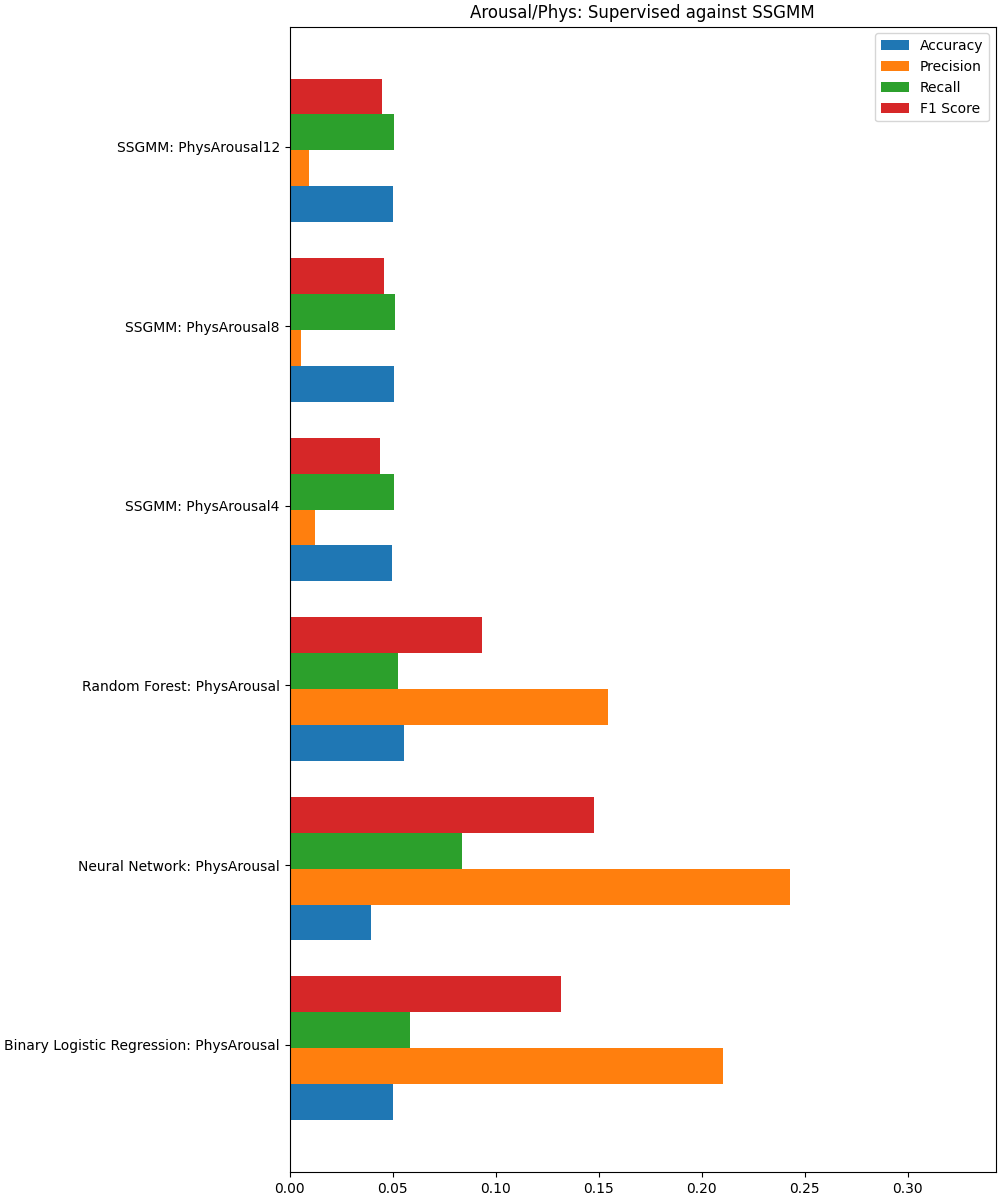 Arousal/Phys: Supervised against SSGMM
Accuracy
Precision
Recall
F1 Score
SSGMM: PhysArousal12
SSGMM: PhysArousal8
SSGMM: PhysArousal4
Random Forest: PhysArousal
Neural Network: PhysArousal
Binary Logistic Regression: PhysArousal
0.00 0.05 0.10 0.15 0.20 0.25 0.30